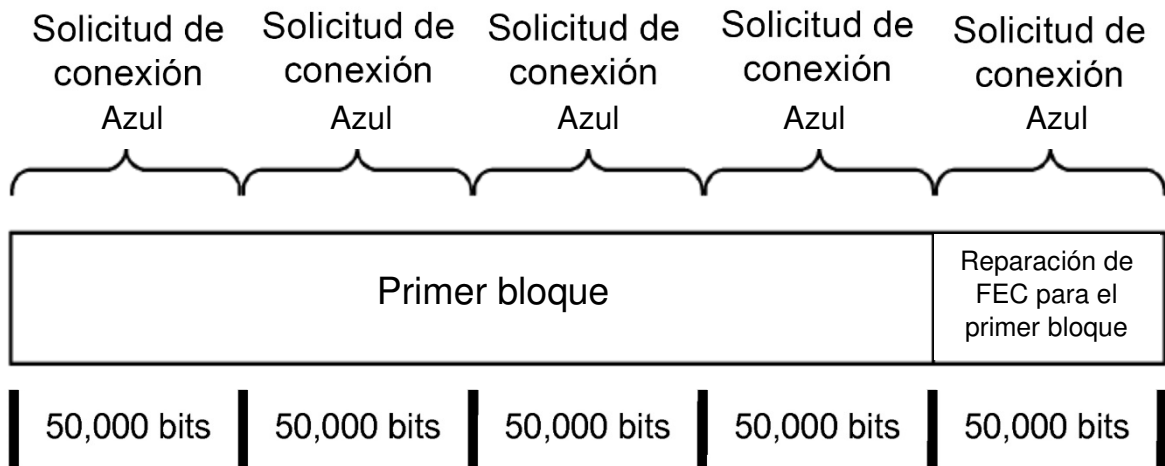 Solicitud de
conexión
Azul
Solicitud de
conexión
Azul
Solicitud de
conexión
Azul
Solicitud de
conexión
Azul
Solicitud de
conexión
Azul
Primer bloque
Reparación de
FEC para el
primer bloque
50,000 bits
50,000 bits
50,000 bits
50,000 bits
50,000 bits